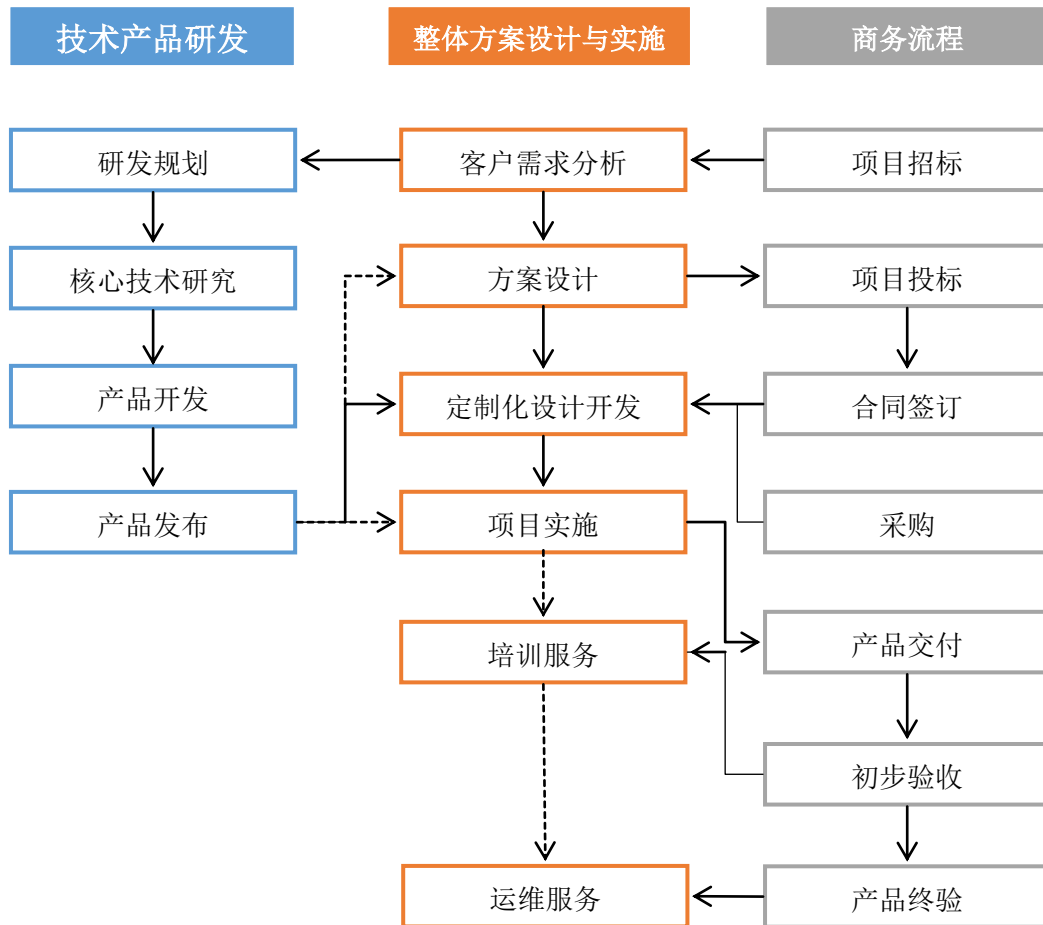 技术产品研发
整体方案设计与实施
商务流程
研发规划
客户需求分析
项目招标
核心技术研究
方案设计
项目投标
产品开发
定制化设计开发
合同签订
产品发布
项目实施
采购
培训服务
产品交付
初步验收
运维服务
产品终验